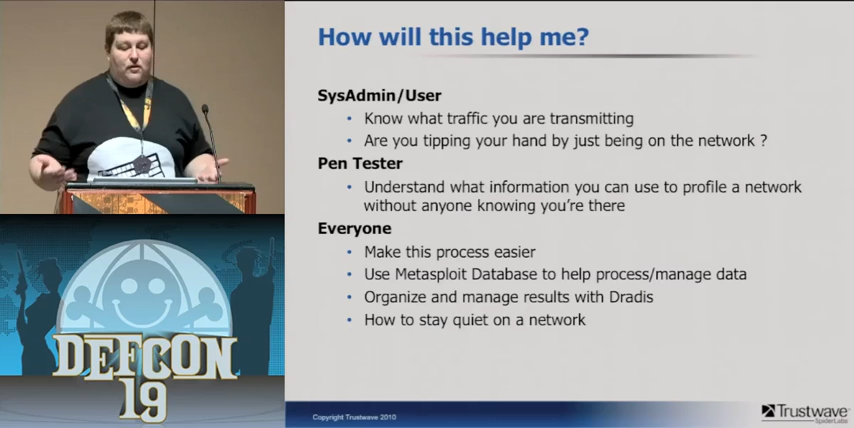 How will this help me?
SysAdmin/User
• Know what traffic you are transmitting
• Are you tipping your hand by just being on the network ?
Pen Tester
• Understand what information you can use to profile a network
without anyone knowing you're there
Everyone
• Make this process easier
• Use Metasploit Database to help process/manage data
• Organize and manage results with Dradis
• How to stay quiet on a network
DEFCON
19
Copyright Trustwave 2010
Trustwave®
SpiderLabs